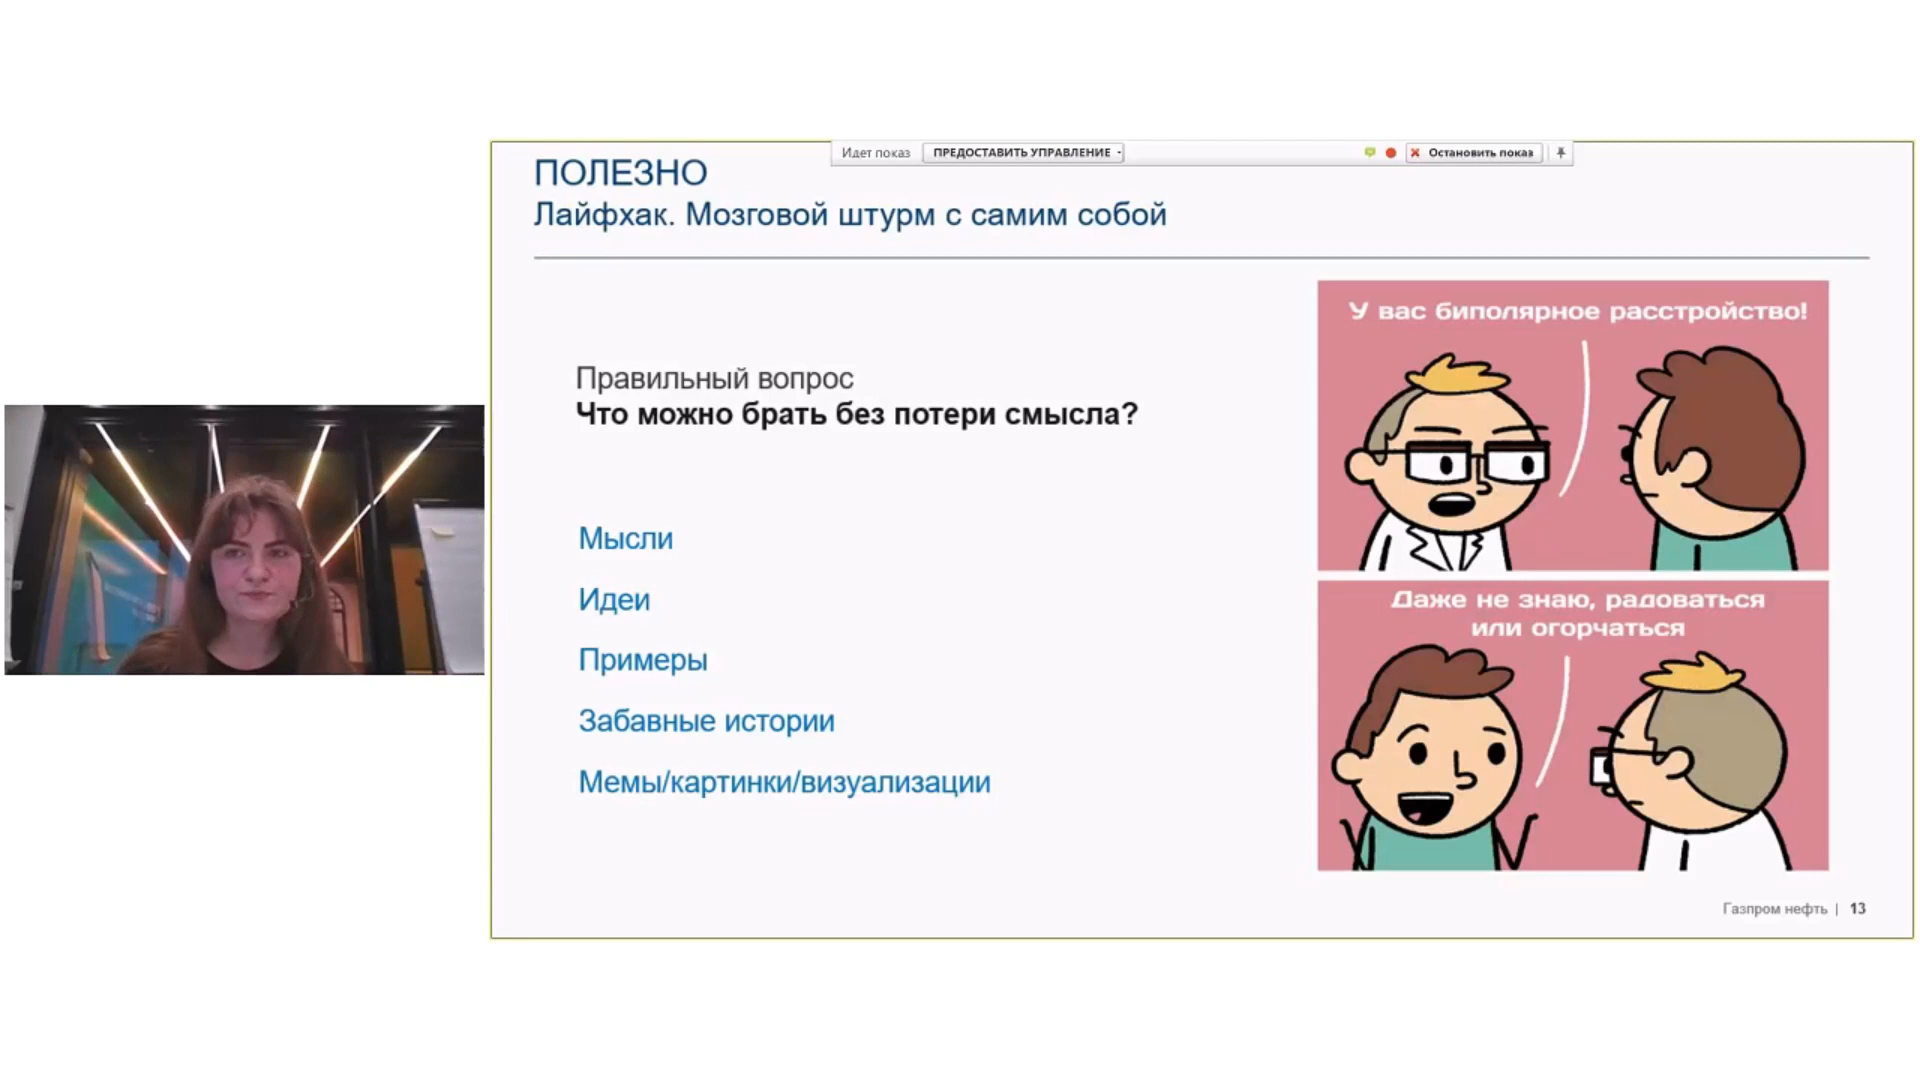 Идет показ
ПРЕДОСТАВИТЬ УПРАВЛЕНИЕ
Остановить показ
ПОЛЕЗНО
Лайфхак. Мозговой штурм с самим собой
Правильный вопрос
Что можно брать без потери смысла?
Мысли
Идеи
Примеры
Забавные истории
Мемы/картинки/визуализации
У вас биполярное расстройство!
Даже не знаю, радоваться
или огорчаться
Газпром нефть | 13